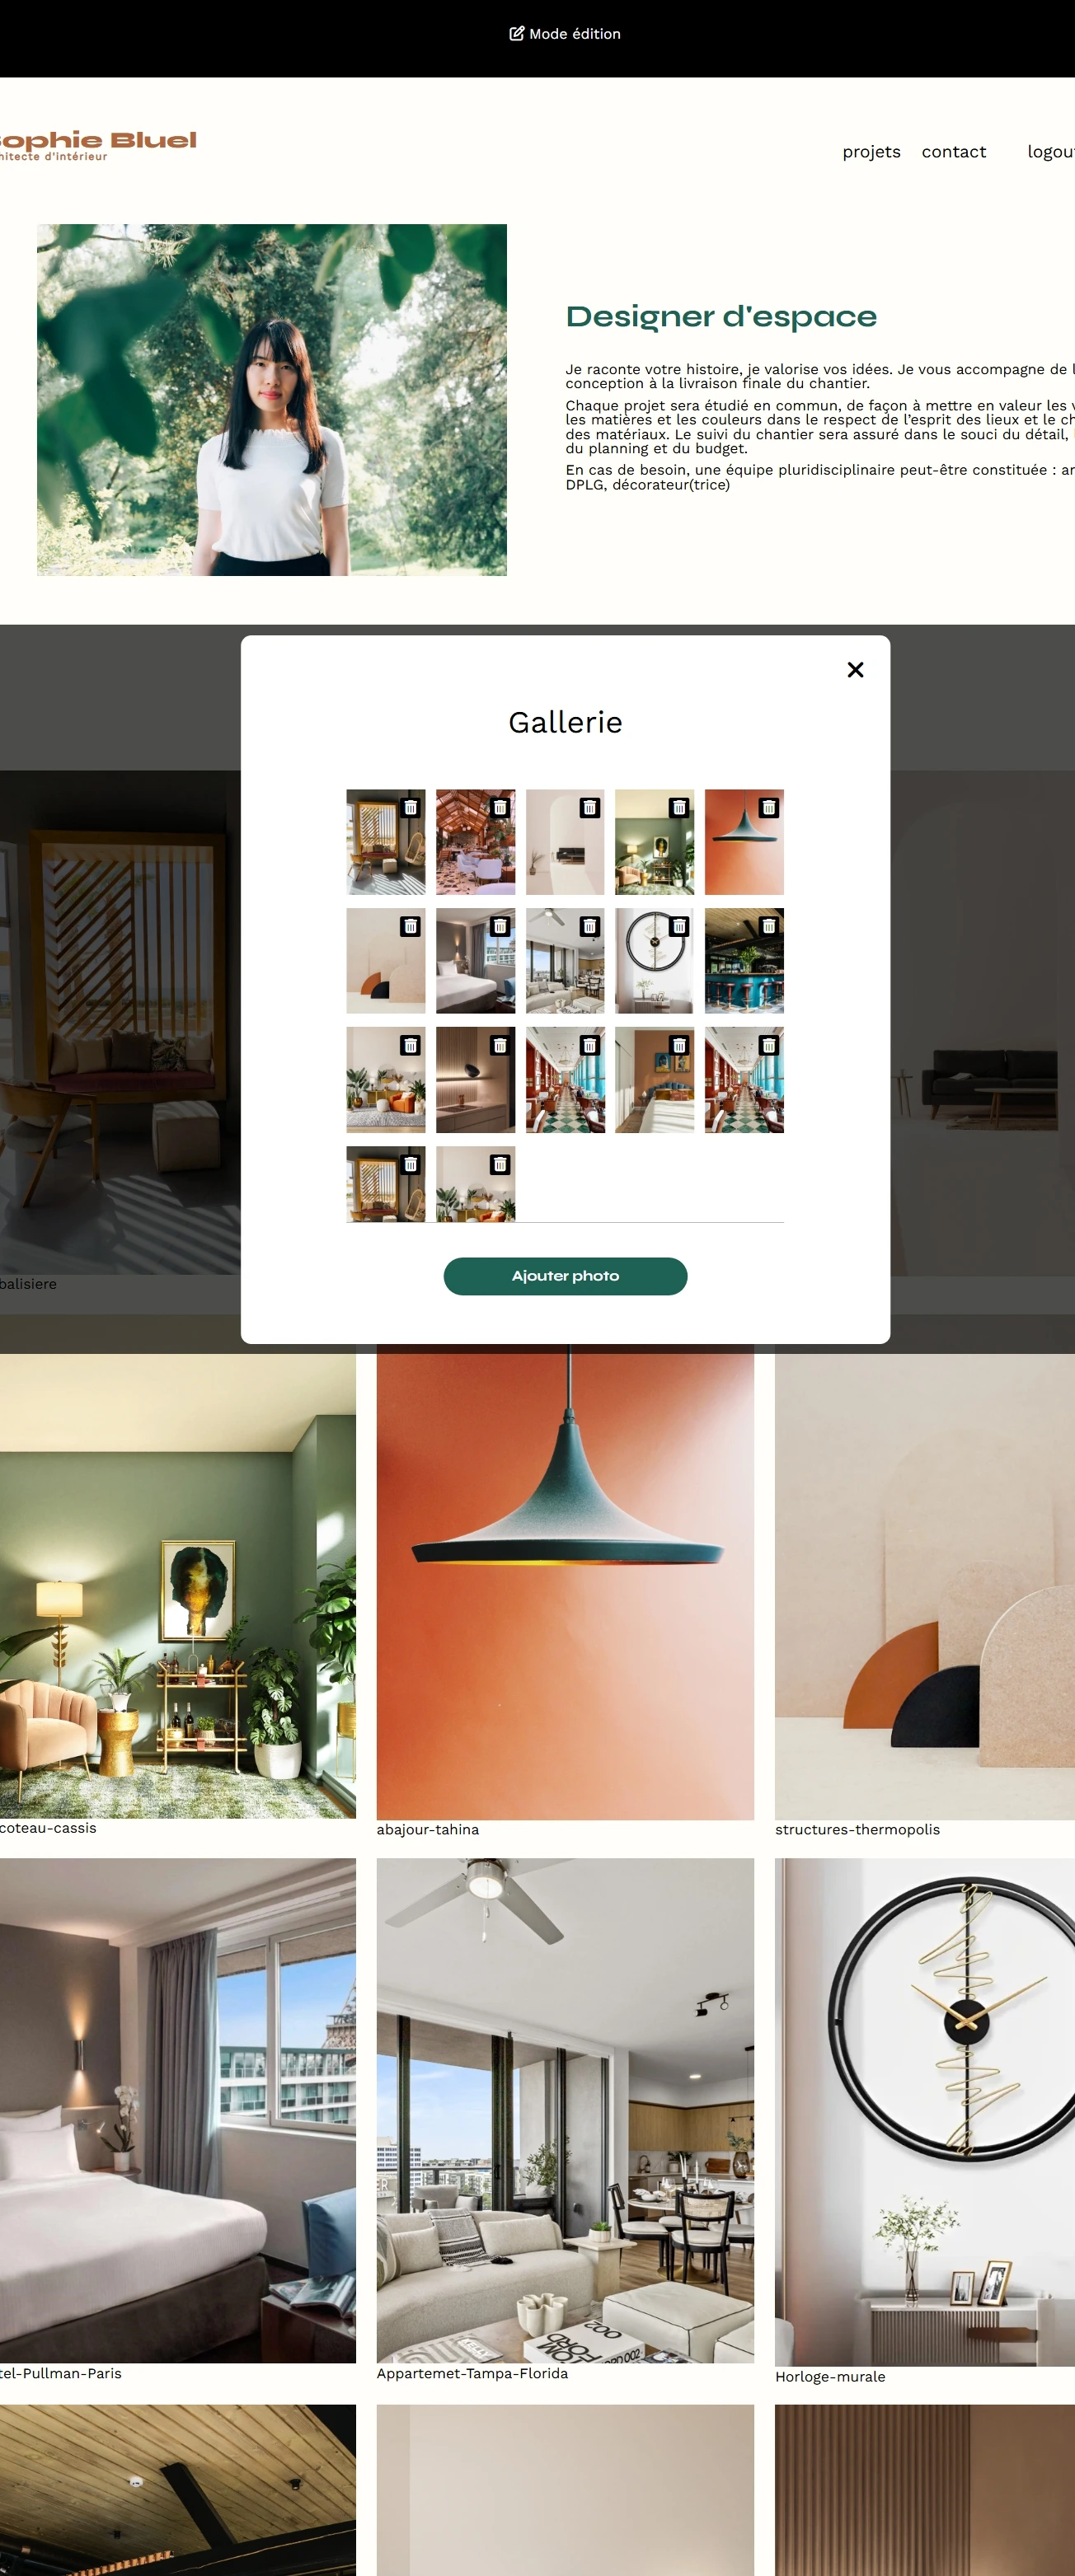 Mode édition
Sophie Bluel
hitecte d'intérieur
projets contact logout
Designer d'espace
Je raconte votre histoire, je valorise vos idées. Je vous accompagne de l
conception à la livraison finale du chantier.
Chaque projet sera étudié en commun, de façon à mettre en valeur les v
les matières et les couleurs dans le respect de l'esprit des lieux et le ch
des matériaux. Le suivi du chantier sera assuré dans le souci du détail,
du planning et du budget.
En cas de besoin, une équipe pluridisciplinaire peut-être constituée : ar
DPLG, décorateur(trice)
Gallerie
balisiere
Ajouter photo
coteau-cassis
abajour-tahina
structures-thermopolis
tel-Pullman-Paris
Appartemet-Tampa-Florida
Horloge-murale